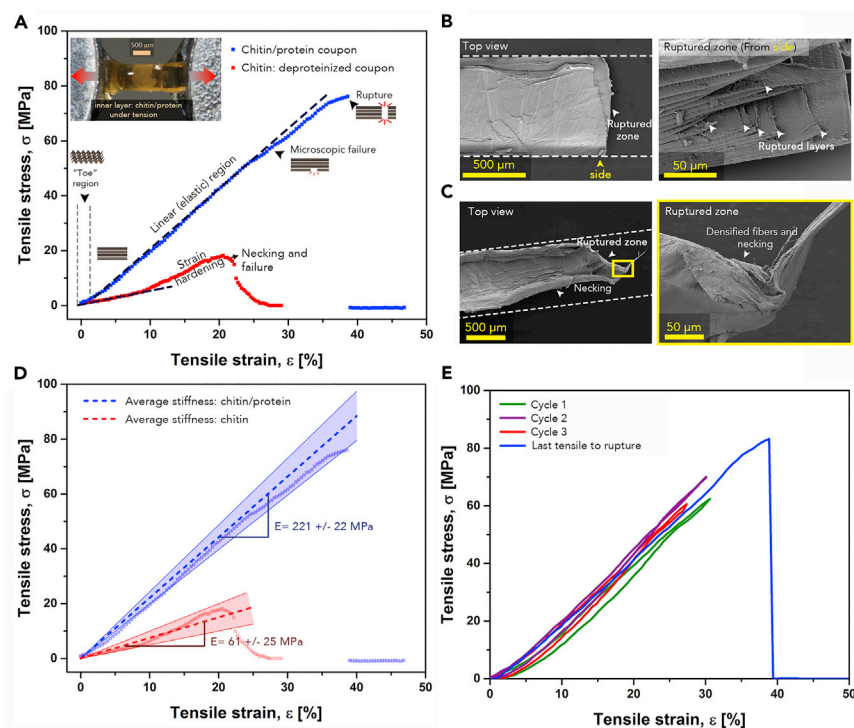 A
Tensile stress, σ [MPa]
100
80
60
40
20
0
500 µm
inner layer: chitin/protein
under tension
Chitin/protein coupon
Chitin: deproteinized coupon
Rupture
Microscopic failure
"Toe"
region
Linear (elastic) region
Strain
hardening
Necking and
failure
0
10
20
30
40
50
Tensile strain, ε [%]
B
Top view
Ruptured
zone
side
500 µm
Ruptured zone (From side)
Ruptured layers
50 µm
C
Top view
Ruptured zone
Necking
500 µm
Ruptured zone
Densified fibers and
necking
50 µm
D
Tensile stress, σ [MPa]
100
80
60
40
20
0
Average stiffness: chitin/protein
Average stiffness: chitin
E= 221 +/- 22 MPa
E= 61 +/- 25 MPa
0
10
20
30
40
50
Tensile strain, ε [%]
E
Tensile stress, σ [MPa]
100
80
60
40
20
0
Cycle 1
Cycle 2
Cycle 3
Last tensile to rupture
0
10
20
30
40
50
Tensile strain, ε [%]